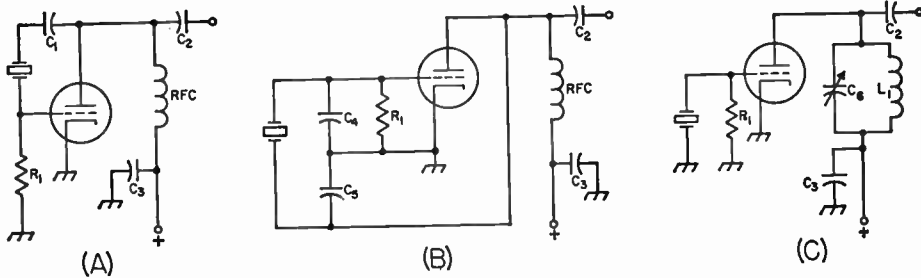 C1
C2
RFC
R1
C3
+
(A)
C4
R1
C5
C2
RFC
C3
+
(B)
R1
C2
C6
L1
C3
+
(C)